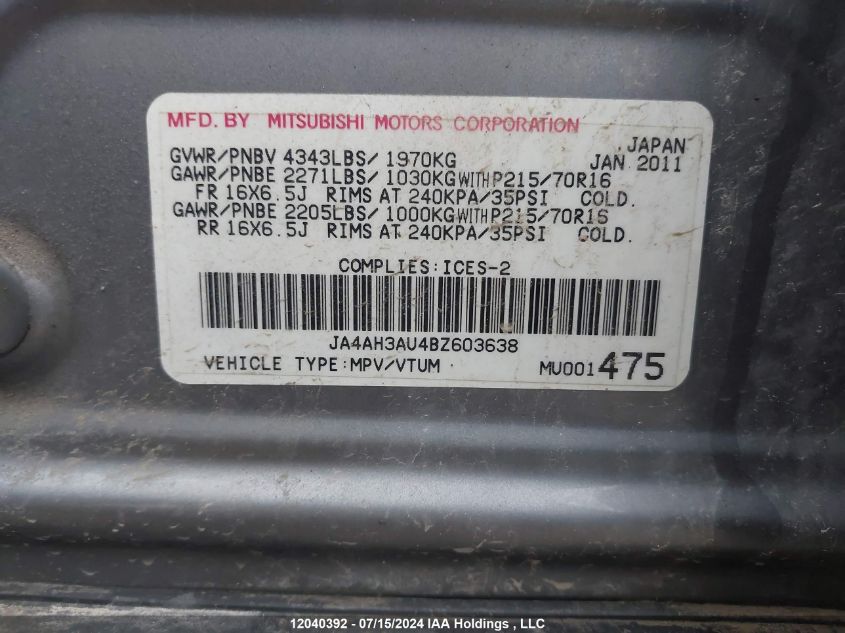 MFD. BY MITSUBISHI MOTORS CORPORATION
JAPAN
GVWR/PNBV 4343LBS/ 1970KG JAN 2011
GAWR/PNBE 2271LBS/ 1030KG WITH P215/70R16
FR 16X6.5J RIMS AT 240KPA/35PSI COLD.
GAWR/PNBE 2205LBS/ 1000KG WITH P215/70R16
RR 16X6.5J RIMS AT 240KPA/35PSI COLD.
COMPLIES:ICES-2
JA4AH3AU4BZ603638
VEHICLE TYPE:MPV/VTUM MU001475
12040392 - 07/15/2024 IAA Holdings , LLC